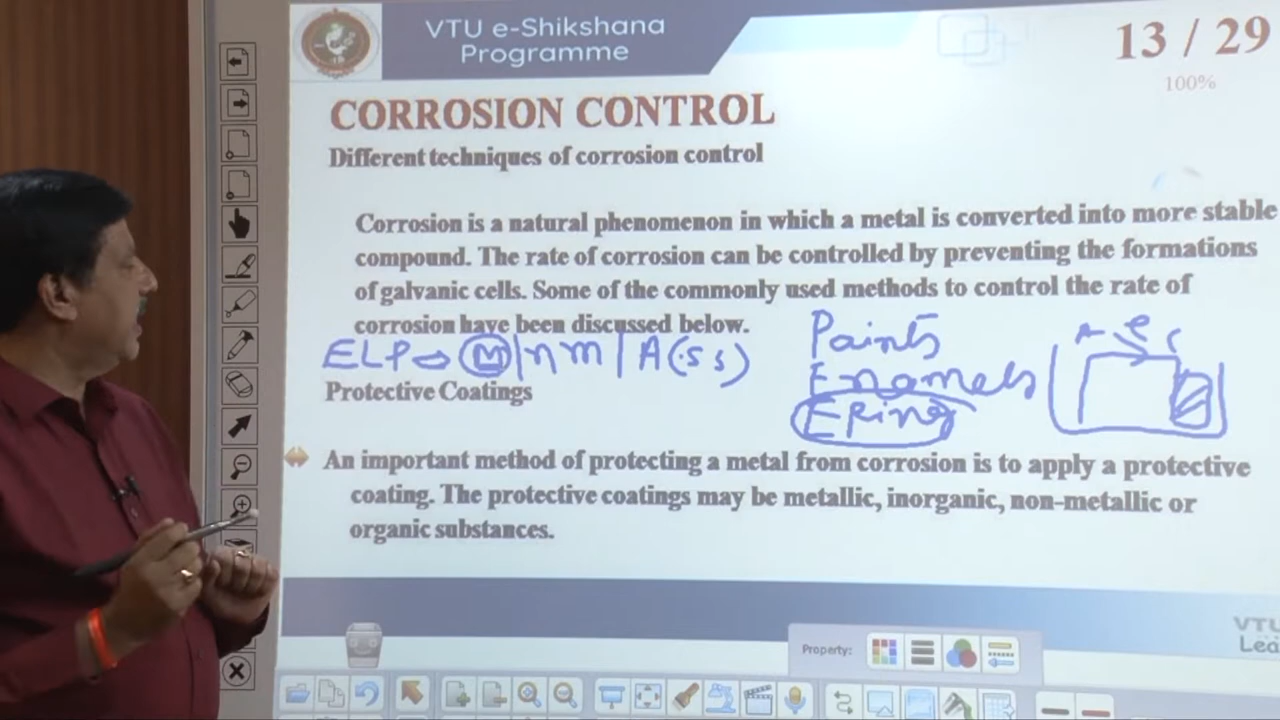 VTU e-Shikshana
Programme
13 / 29
100%
CORROSION CONTROL
Different techniques of corrosion control
Corrosion is a natural phenomenon in which a metal is converted into more stable
compound. The rate of corrosion can be controlled by preventing the formations
of galvanic cells. Some of the commonly used methods to control the rate of
corrosion have been discussed below.
Paints
Enamels
ELP ⇒ M | n m | A (.s s)
A e C
Protective Coatings
An important method of protecting a metal from corrosion is to apply a protective
coating. The protective coatings may be metallic, inorganic, non-metallic or
organic substances.
VTU
Lea
Property: